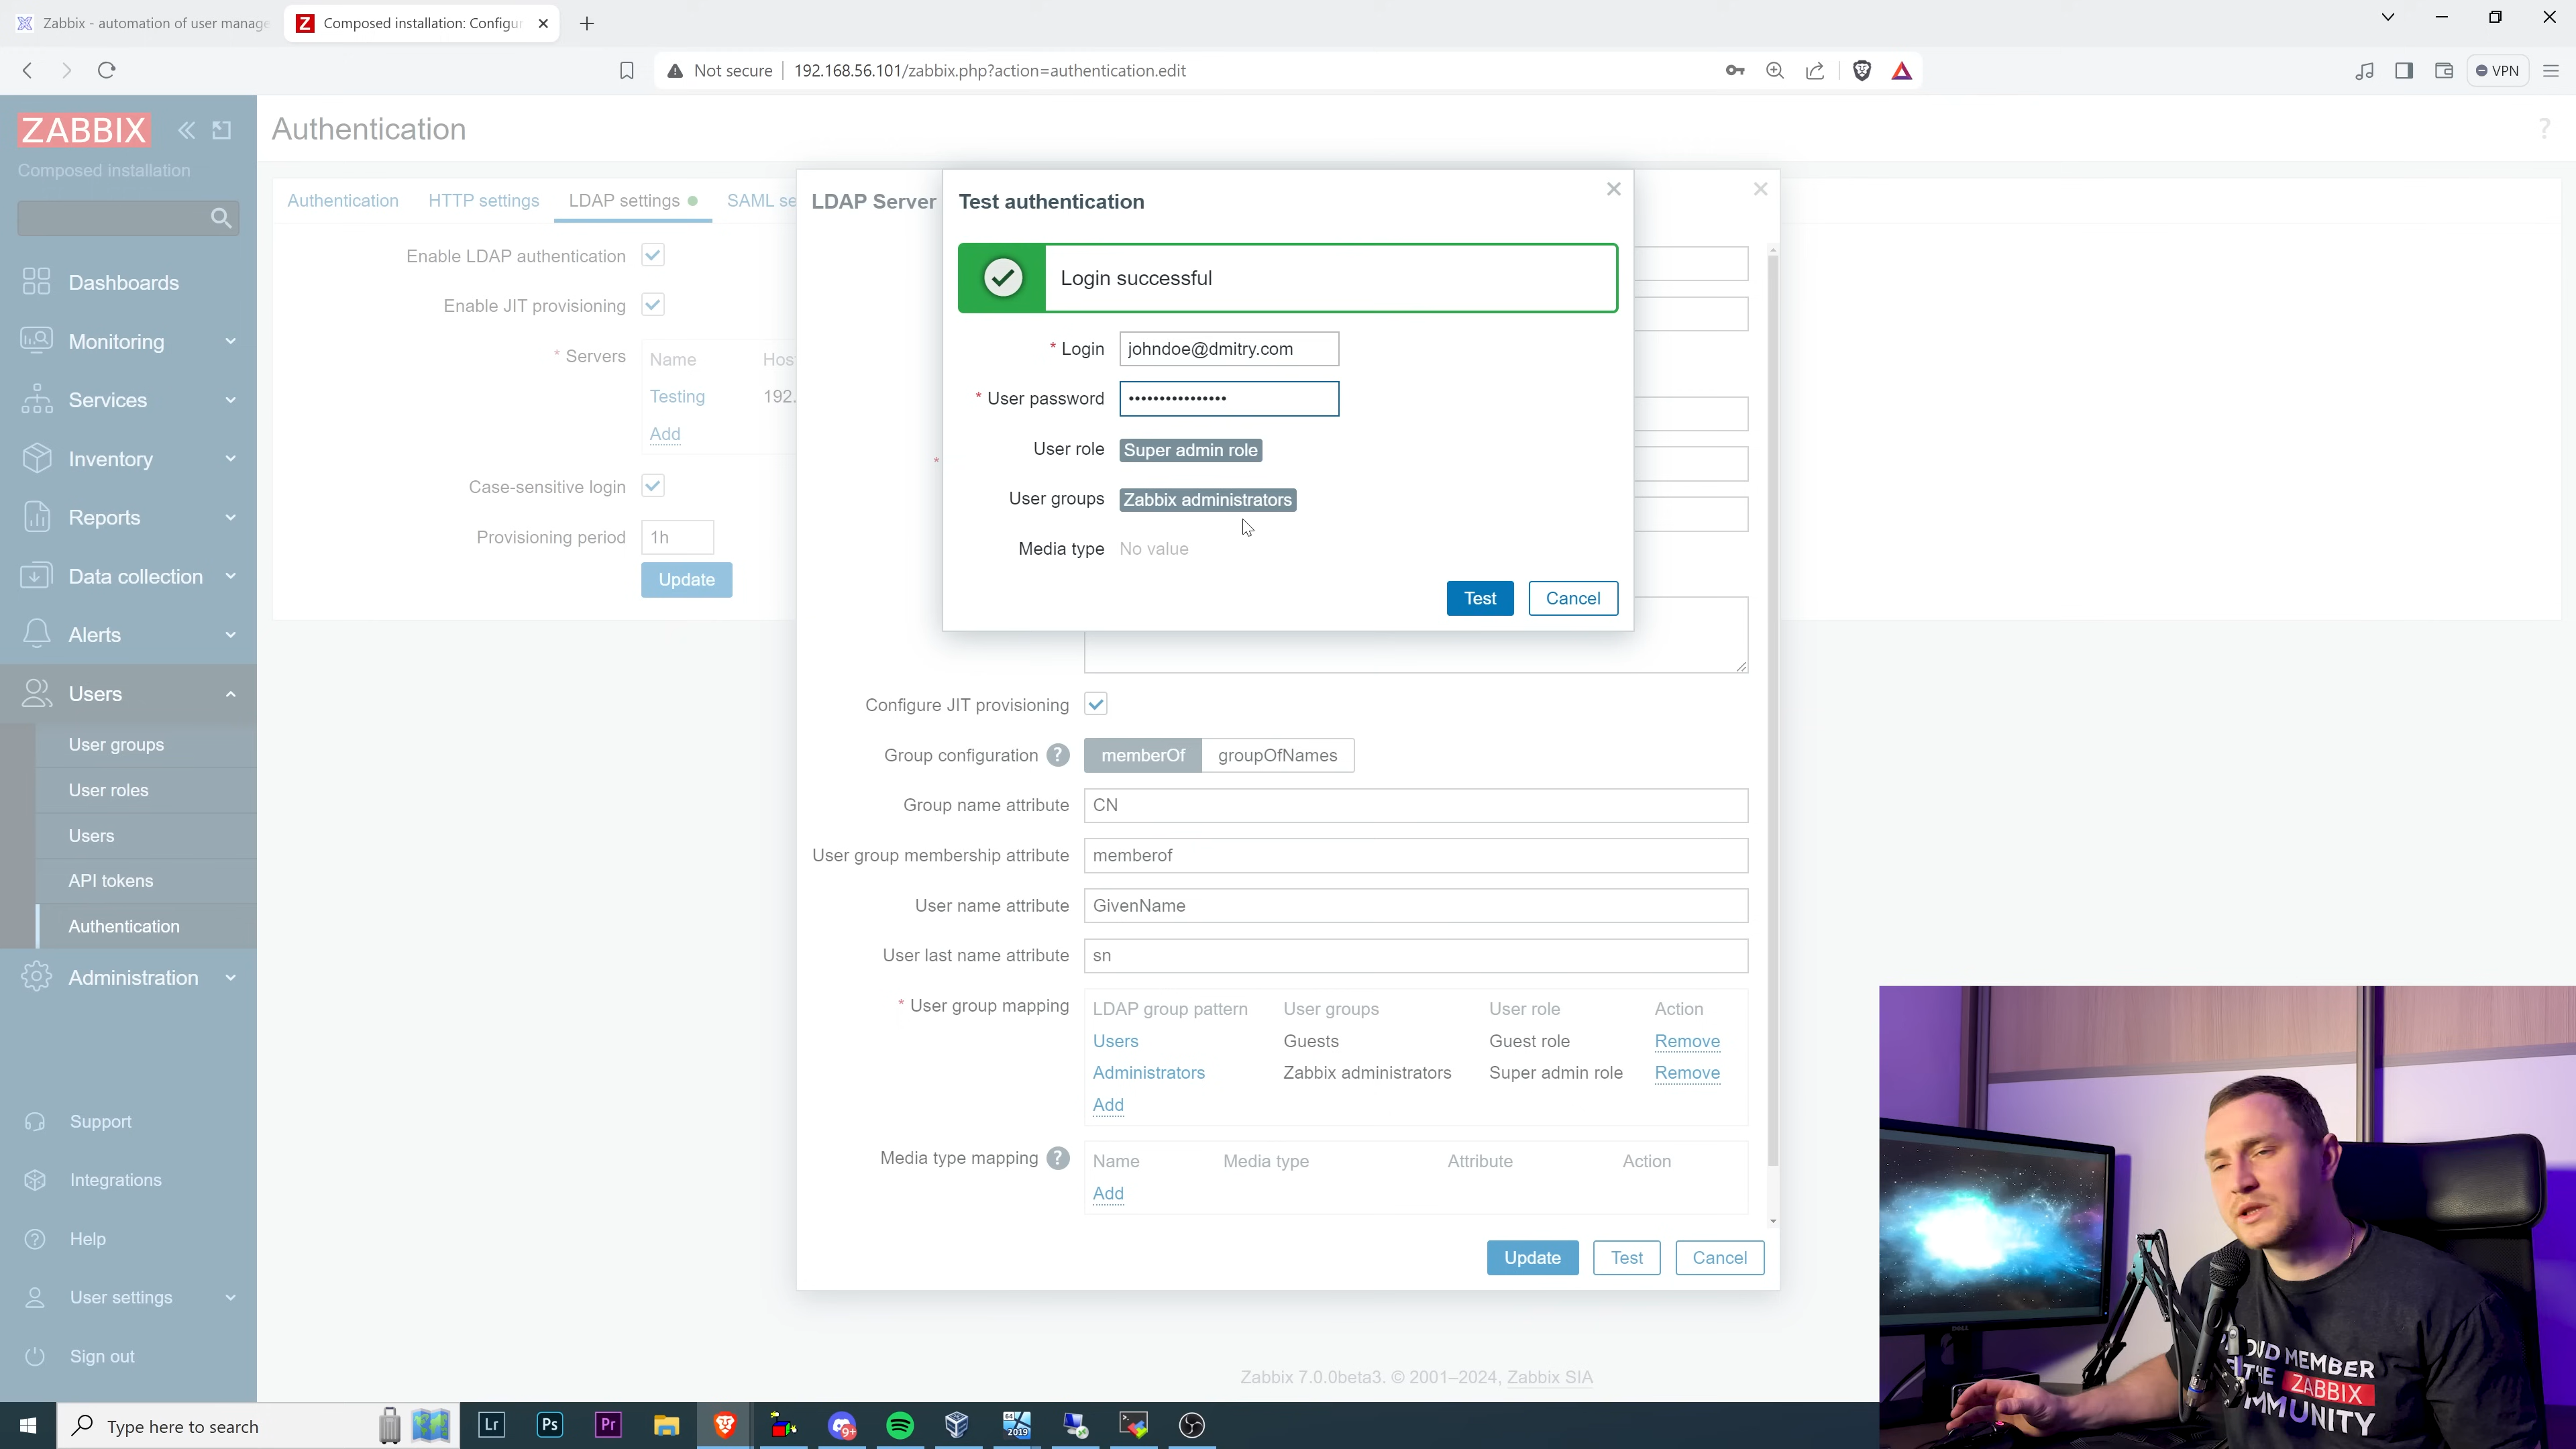 Zabbix - automation of user manage
Composed installation: Configur
Not secure
192.168.56.101/zabbix.php?action=authentication.edit
VPN
ZABBIX
Composed installation
Dashboards
Monitoring
Services
Inventory
Reports
Data collection
Alerts
Users
User groups
User roles
Users
API tokens
Authentication
Administration
Support
Integrations
Help
User settings
Sign out
Authentication
?
Authentication
HTTP settings
LDAP settings
SAML se
Enable LDAP authentication
Enable JIT provisioning
* Servers
Name
Hos
Testing
192.
Add
Case-sensitive login
Provisioning period
1h
Update
LDAP Server
*
Test authentication
Login successful
* Login
johndoe@dmitry.com
* User password
••••••••••••••••
User role
Super admin role
User groups
Zabbix administrators
Media type
No value
Test
Cancel
Configure JIT provisioning
Group configuration ?
memberOf
groupOfNames
Group name attribute
CN
User group membership attribute
memberof
User name attribute
GivenName
User last name attribute
sn
* User group mapping
LDAP group pattern User groups User role Action
Users Guests Guest role Remove
Administrators Zabbix administrators Super admin role Remove
Add
Media type mapping ?
Name Media type Attribute Action
Add
Update
Test
Cancel
Zabbix 7.0.0beta3. © 2001–2024, Zabbix SIA
Type here to search
Lr
Ps
Pr
9+
64
2019
DELL
MEMBER
ZABBIX